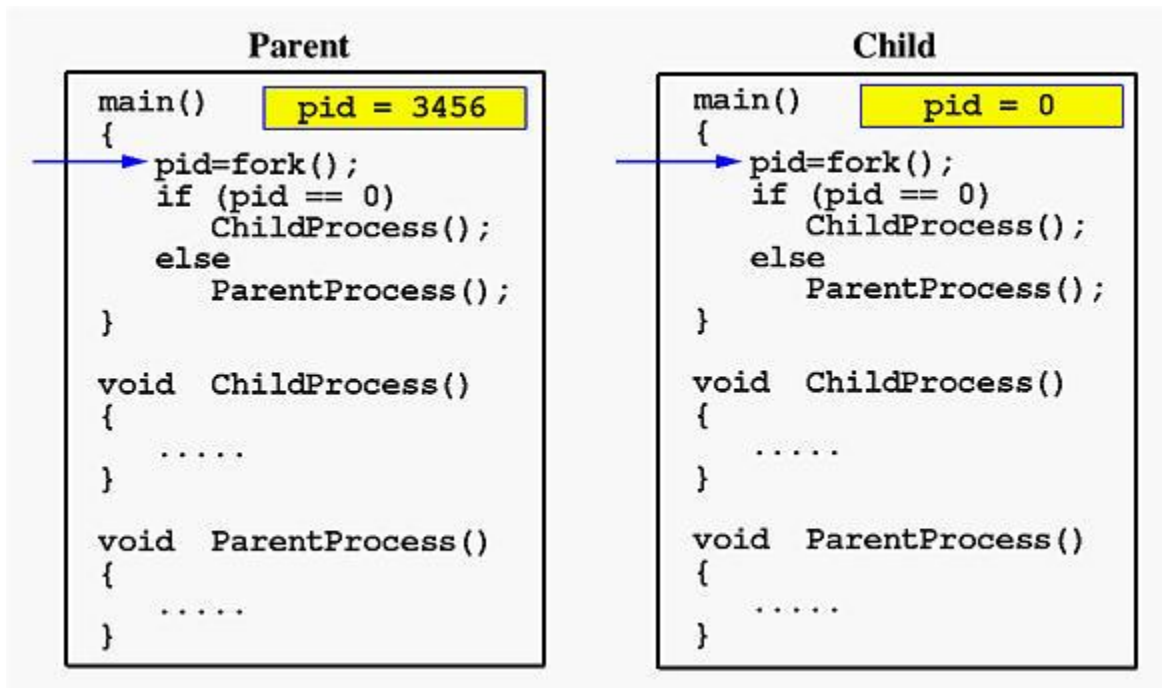 Parent
main()
pid = 3456
{
pid=fork();
if (pid == 0)
ChildProcess();
else
ParentProcess();
}
void ChildProcess()
{
.....
}
void ParentProcess()
{
.....
}
Child
main()
pid = 0
{
pid=fork();
if (pid == 0)
ChildProcess();
else
ParentProcess();
}
void ChildProcess()
{
.....
}
void ParentProcess()
{
.....
}